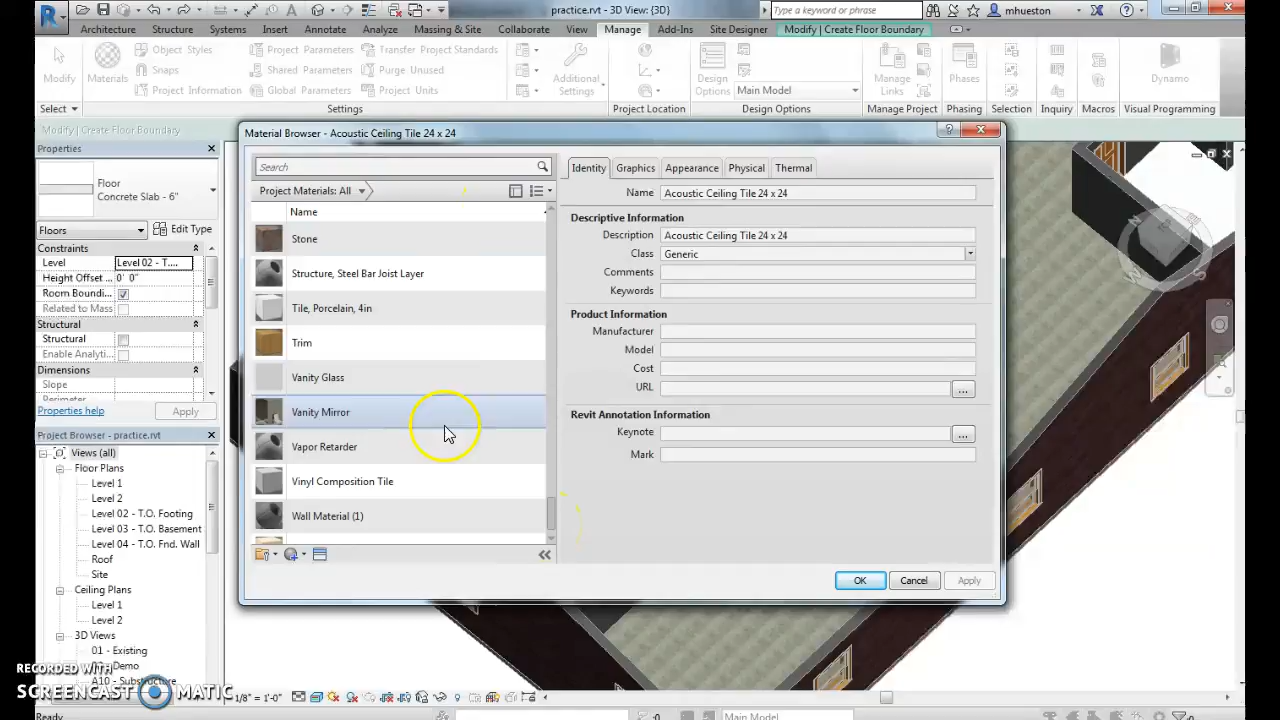 practice.rvt - 3D View: {3D}
Type a keyword or phrase
mhueston
Architecture Structure Systems Insert Annotate Analyze Massing & Site Collaborate View Manage Add-Ins Site Designer Modify | Create Floor Boundary
Modify
Materials
Object Styles
Snaps
Project Information
Project Parameters
Shared Parameters
Global Parameters
Transfer Project Standards
Purge Unused
Project Units
Additional Settings
Design Options
Main Model
Manage Links
Phases
Dynamo
Select
Settings
Project Location
Design Options
Manage Project
Phasing
Selection
Inquiry
Macros
Visual Programming
Modify | Create Floor Boundary
Properties
Floor
Concrete Slab - 6"
Floors
Edit Type
Constraints
Level
Level 02 - T....
Height Offset ...
0' 0"
Room Boundi...
Related to Mass
Structural
Structural
Enable Analyti...
Dimensions
Slope
Properties help
Apply
Project Browser - practice.rvt
Views (all)
Floor Plans
Level 1
Level 2
Level 02 - T.O. Footing
Level 03 - T.O. Basement
Level 04 - T.O. Fnd. Wall
Roof
Site
Ceiling Plans
Level 1
Level 2
3D Views
01 - Existing
Demo
A10 - Substructure
Material Browser - Acoustic Ceiling Tile 24 x 24
Search
Project Materials: All
Name
Stone
Structure, Steel Bar Joist Layer
Tile, Porcelain, 4in
Trim
Vanity Glass
Vanity Mirror
Vapor Retarder
Vinyl Composition Tile
Wall Material (1)
Identity Graphics Appearance Physical Thermal
Name Acoustic Ceiling Tile 24 x 24
Descriptive Information
Description Acoustic Ceiling Tile 24 x 24
Class Generic
Comments
Keywords
Product Information
Manufacturer
Model
Cost
URL ...
Revit Annotation Information
Keynote ...
Mark
OK Cancel Apply
RECORDED WITH
SCREENCAST MATIC
1/8" = 1'-0"
Ready
:0
Main Model